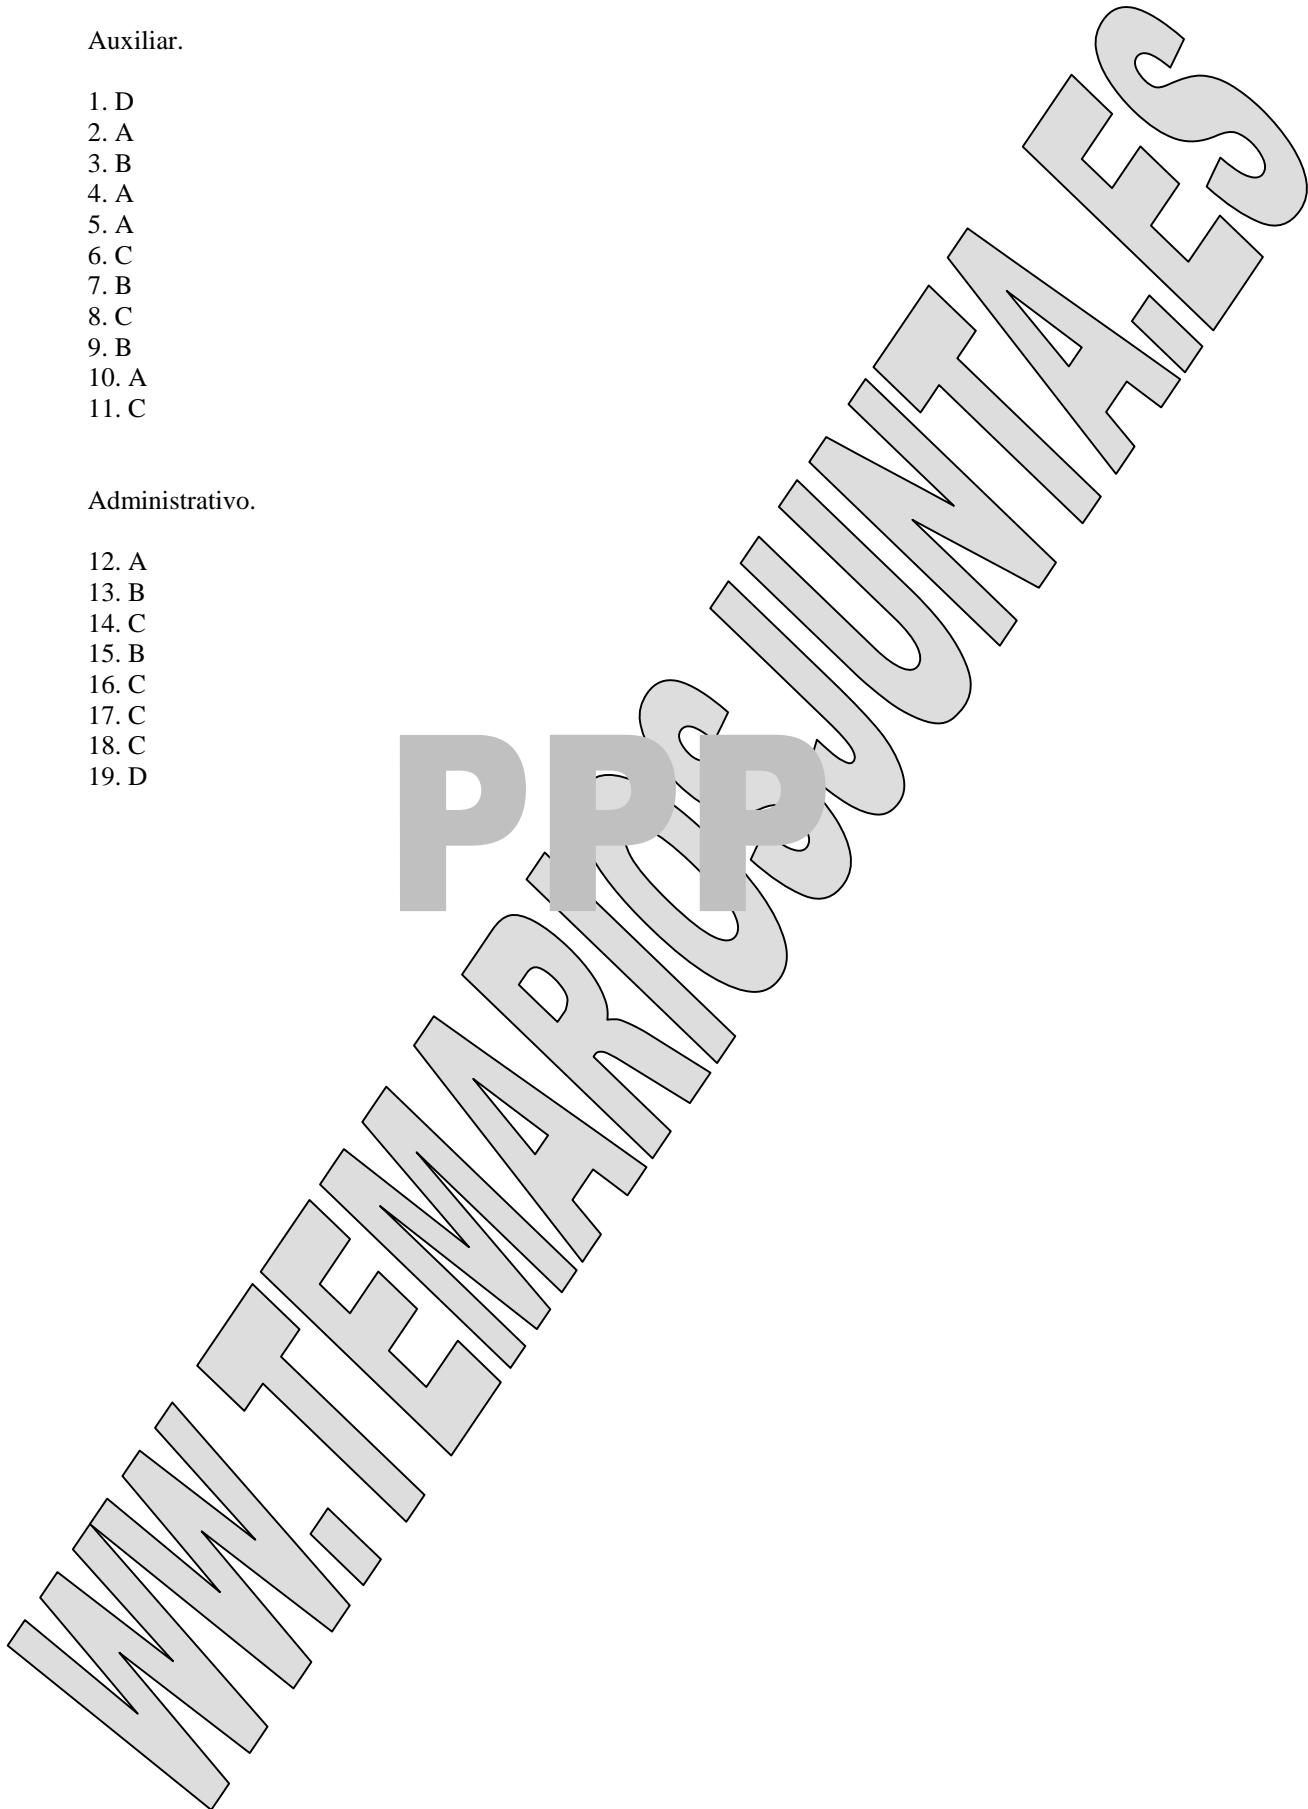 Auxiliar.
1. D
2. A
3. B
4. A
5. A
6. C
7. B
8. C
9. B
10. A
11. C
Administrativo.
12. A
13. B
14. C
15. B
16. C
17. C
18. C
19. D
PPP
WW.TEMARIOSJUNTA.ES